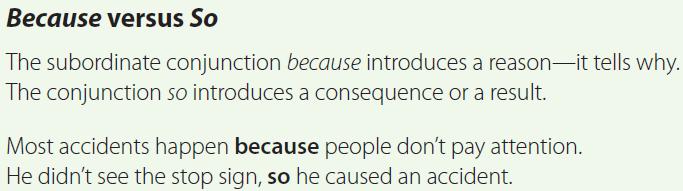 Because versus So
The subordinate conjunction because introduces a reason—it tells why.
The conjunction so introduces a consequence or a result.
Most accidents happen because people don't pay attention.
He didn't see the stop sign, so he caused an accident.